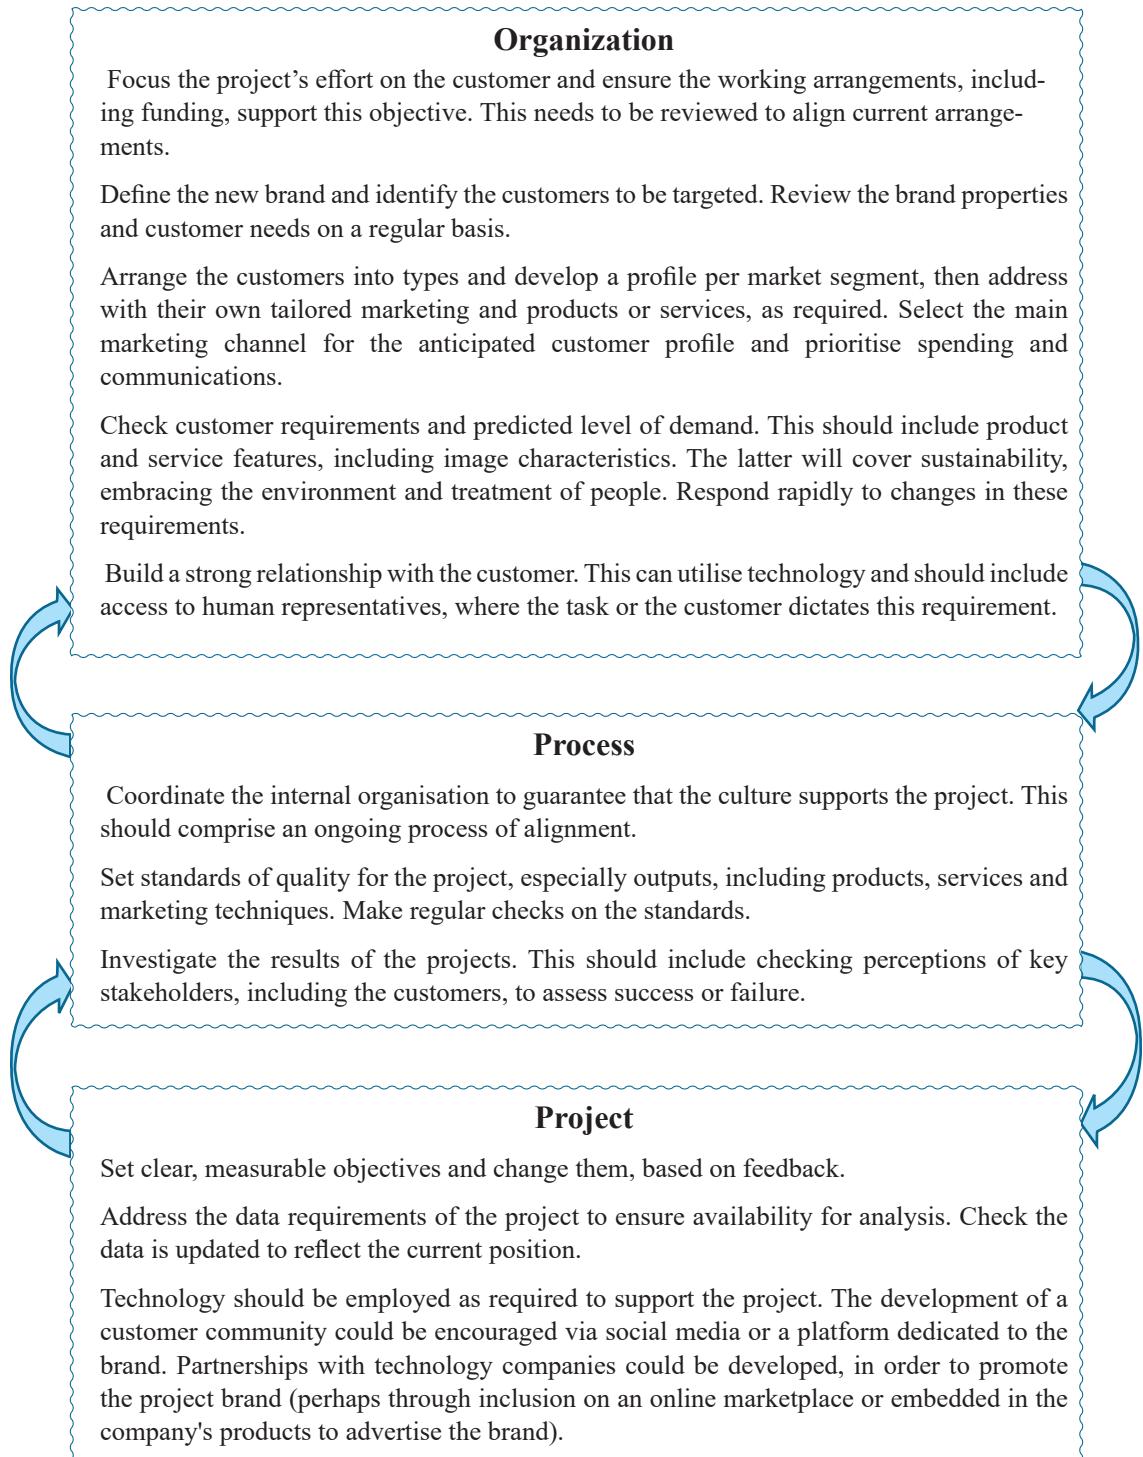 Organization
Focus the project’s effort on the customer and ensure the working arrangements, includ-
ing funding, support this objective. This needs to be reviewed to align current arrange-
ments.
Define the new brand and identify the customers to be targeted. Review the brand properties
and customer needs on a regular basis.
Arrange the customers into types and develop a profile per market segment, then address
with their own tailored marketing and products or services, as required. Select the main
marketing channel for the anticipated customer profile and prioritise spending and
communications.
Check customer requirements and predicted level of demand. This should include product
and service features, including image characteristics. The latter will cover sustainability,
embracing the environment and treatment of people. Respond rapidly to changes in these
requirements.
Build a strong relationship with the customer. This can utilise technology and should include
access to human representatives, where the task or the customer dictates this requirement.
Process
Coordinate the internal organisation to guarantee that the culture supports the project. This
should comprise an ongoing process of alignment.
Set standards of quality for the project, especially outputs, including products, services and
marketing techniques. Make regular checks on the standards.
Investigate the results of the projects. This should include checking perceptions of key
stakeholders, including the customers, to assess success or failure.
Project
Set clear, measurable objectives and change them, based on feedback.
Address the data requirements of the project to ensure availability for analysis. Check the
data is updated to reflect the current position.
Technology should be employed as required to support the project. The development of a
customer community could be encouraged via social media or a platform dedicated to the
brand. Partnerships with technology companies could be developed, in order to promote
the project brand (perhaps through inclusion on an online marketplace or embedded in the
company's products to advertise the brand).